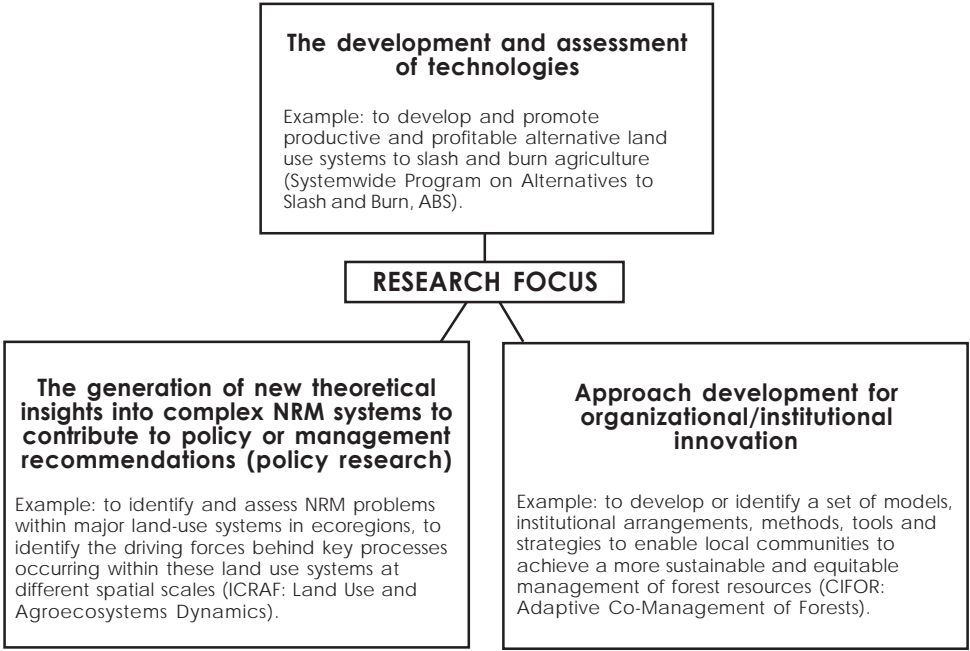 The development and assessment
of technologies
Example: to develop and promote
productive and profitable alternative land
use systems to slash and burn agriculture
(Systemwide Program on Alternatives to
Slash and Burn, ABS).
RESEARCH FOCUS
The generation of new theoretical
insights into complex NRM systems to
contribute to policy or management
recommendations (policy research)
Example: to identify and assess NRM problems
within major land-use systems in ecoregions, to
identify the driving forces behind key processes
occurring within these land use systems at
different spatial scales (ICRAF: Land Use and
Agroecosystems Dynamics).
Approach development for
organizational/institutional
innovation
Example: to develop or identify a set of models,
institutional arrangements, methods, tools and
strategies to enable local communities to
achieve a more sustainable and equitable
management of forest resources (CIFOR:
Adaptive Co-Management of Forests).